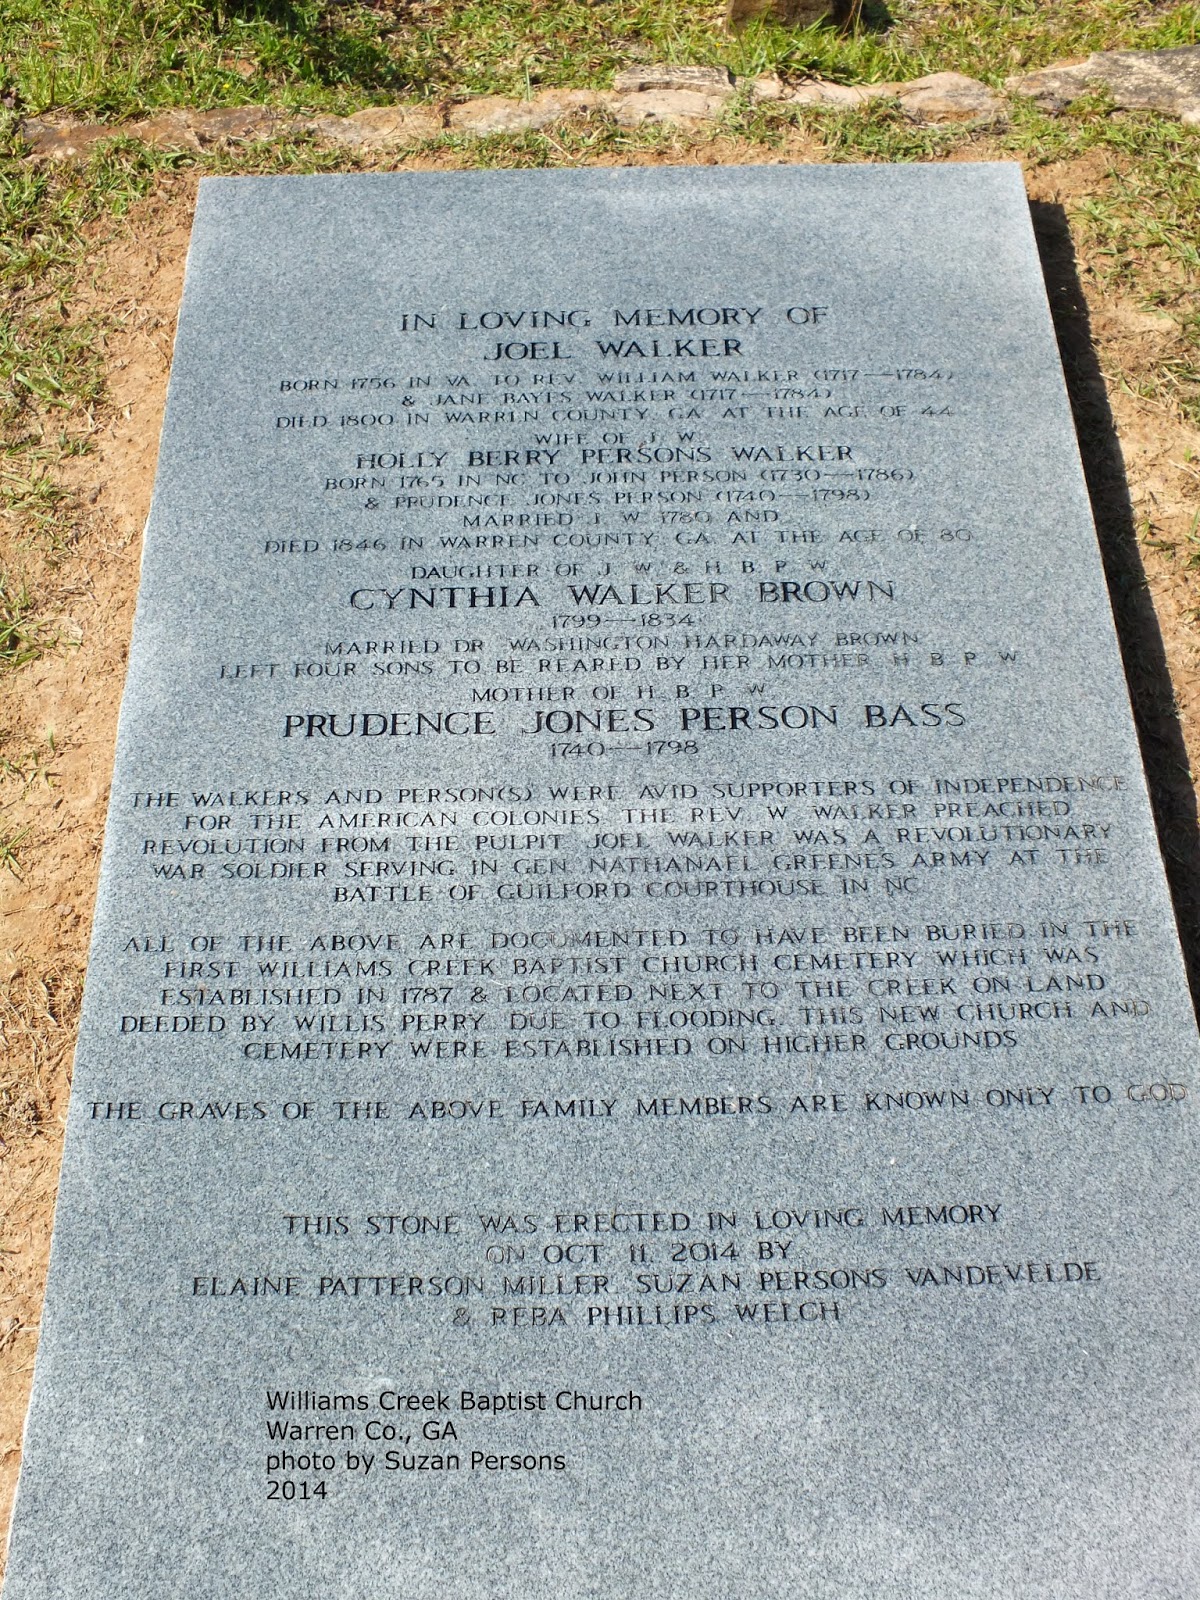 IN LOVING MEMORY OF
JOEL WALKER
BORN 1756 IN VA. TO REV. WILLIAM WALKER (1717—1784)
& JANE BAYES WALKER (1717—1784)
DIED 1800 IN WARREN COUNTY, GA. AT THE AGE OF 44
WIFE OF J. W.
HOLLY BERRY PERSONS WALKER
BORN 1765 IN NC TO JOHN PERSON (1730—1786)
& PRUDENCE JONES PERSON (1740—1798)
MARRIED J. W. 1780 AND
DIED 1846 IN WARREN COUNTY, GA. AT THE AGE OF 80
DAUGHTER OF J. W. & H. B. P. W.
CYNTHIA WALKER BROWN
1799—1834
MARRIED DR. WASHINGTON HARDAWAY BROWN
LEFT FOUR SONS TO BE REARED BY HER MOTHER, H. B. P. W.
MOTHER OF H. B. P. W.
PRUDENCE JONES PERSON BASS
1740—1798
THE WALKERS AND PERSON(S) WERE AVID SUPPORTERS OF INDEPENDENCE
FOR THE AMERICAN COLONIES. THE REV. W. WALKER PREACHED
REVOLUTION FROM THE PULPIT. JOEL WALKER WAS A REVOLUTIONARY
WAR SOLDIER SERVING IN GEN. NATHANAEL GREENES ARMY AT THE
BATTLE OF GUILFORD COURTHOUSE IN NC.
ALL OF THE ABOVE ARE DOCUMENTED TO HAVE BEEN BURIED IN THE
FIRST WILLIAMS CREEK BAPTIST CHURCH CEMETERY WHICH WAS
ESTABLISHED IN 1787 & LOCATED NEXT TO THE CREEK ON LAND
DEEDED BY WILLIS PERRY. DUE TO FLOODING, THIS NEW CHURCH AND
CEMETERY WERE ESTABLISHED ON HIGHER GROUNDS.
THE GRAVES OF THE ABOVE FAMILY MEMBERS ARE KNOWN ONLY TO GOD
THIS STONE WAS ERECTED IN LOVING MEMORY
ON OCT. 11, 2014 BY
ELAINE PATTERSON MILLER, SUZAN PERSONS VANDEVELDE
& REBA PHILLIPS WELCH
Williams Creek Baptist Church
Warren Co., GA
photo by Suzan Persons
2014